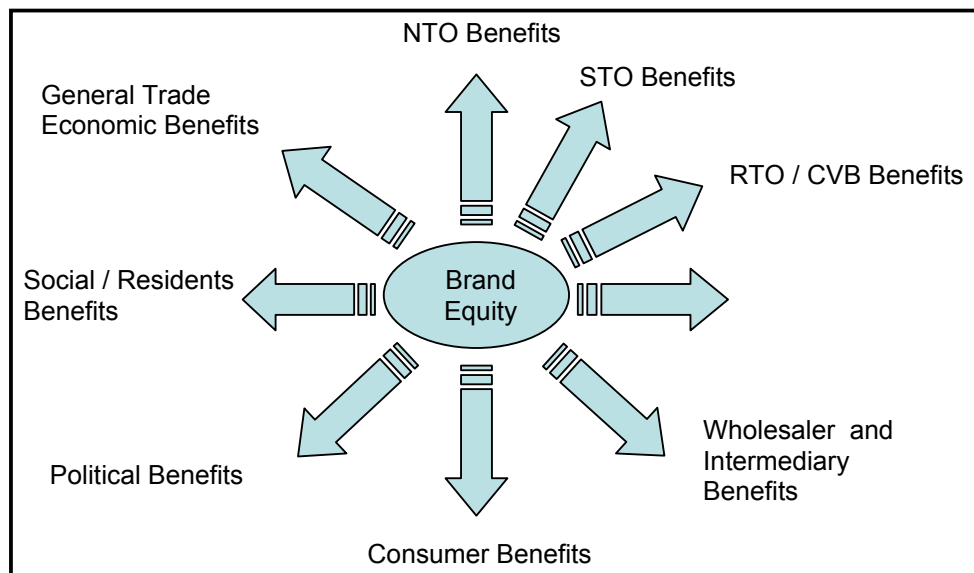 NTO Benefits
STO Benefits
General Trade
Economic Benefits
RTO / CVB Benefits
Social / Residents
Benefits
Brand
Equity
Political Benefits
Wholesaler and
Intermediary
Benefits
Consumer Benefits